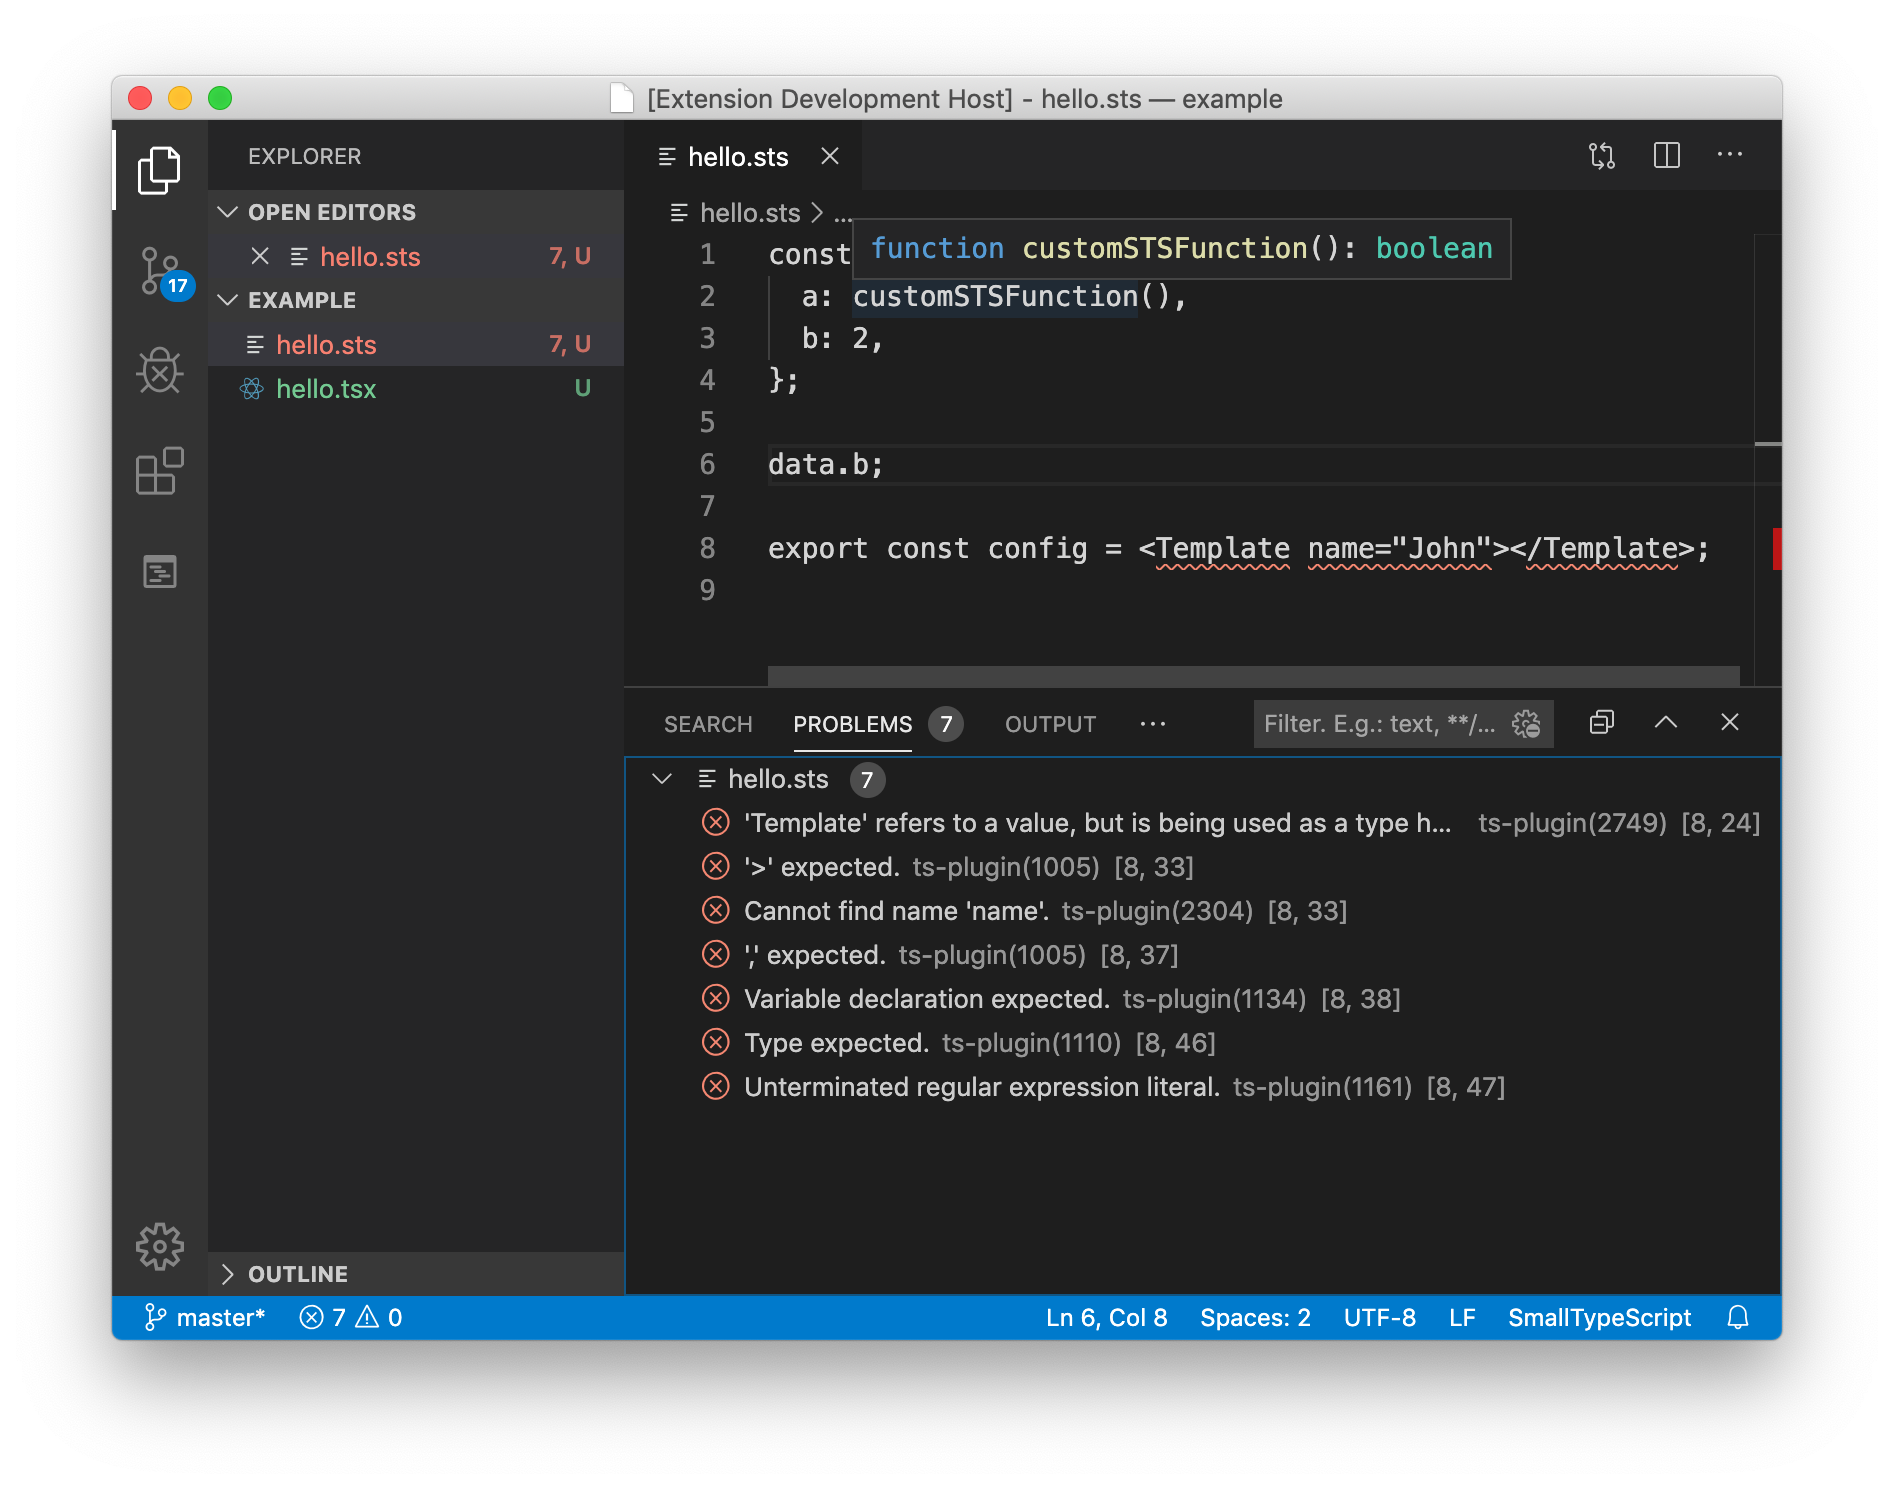 [Extension Development Host] - hello.sts — example
EXPLORER
OPEN EDITORS
hello.sts 7, U
EXAMPLE
hello.sts 7, U
hello.tsx U
OUTLINE
17
hello.sts
hello.sts > ...
function customSTSFunction(): boolean
1 const
2 a: customSTSFunction(),
3 b: 2,
4 };
5
6 data.b;
7
8 export const config = <Template name="John"></Template>;
9
SEARCH PROBLEMS 7 OUTPUT ··· Filter. E.g.: text, **/...
hello.sts 7
'Template' refers to a value, but is being used as a type h... ts-plugin(2749) [8, 24]
'>' expected. ts-plugin(1005) [8, 33]
Cannot find name 'name'. ts-plugin(2304) [8, 33]
',' expected. ts-plugin(1005) [8, 37]
Variable declaration expected. ts-plugin(1134) [8, 38]
Type expected. ts-plugin(1110) [8, 46]
Unterminated regular expression literal. ts-plugin(1161) [8, 47]
master* 7 0 Ln 6, Col 8 Spaces: 2 UTF-8 LF SmallTypeScript